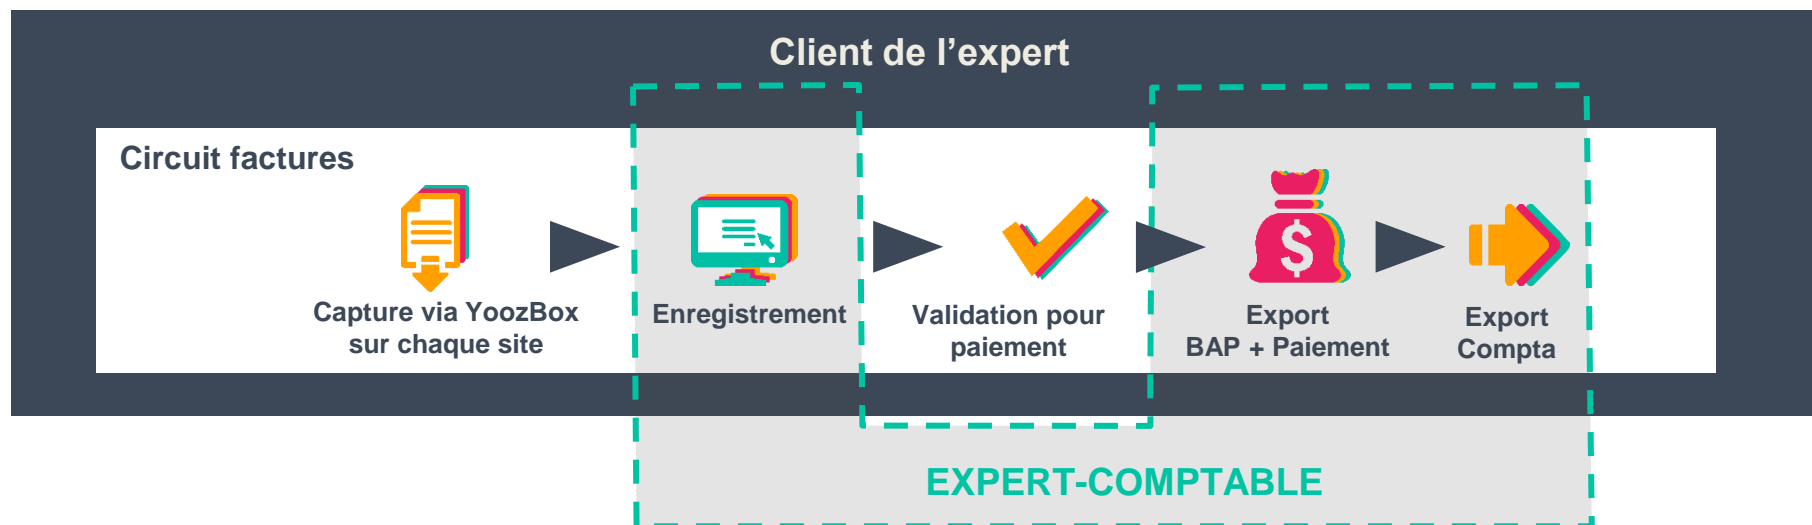 Client de l’expert
Circuit factures
Capture via YoozBox
sur chaque site
Enregistrement
Validation pour
paiement
$
Export
BAP + Paiement
Export
Compta
EXPERT-COMPTABLE